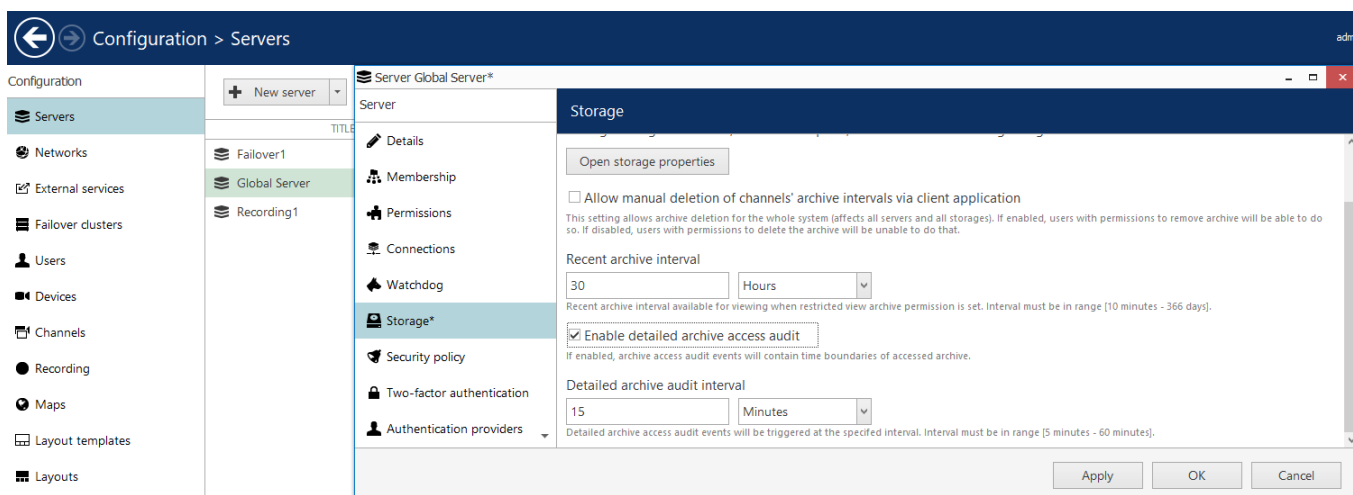 Configuration > Servers
adm
Configuration
Servers
Networks
External services
Failover clusters
Users
Devices
Channels
Recording
Maps
Layout templates
Layouts
New server
TITLE
Failover1
Global Server
Recording1
Server Global Server*
Server
Details
Membership
Permissions
Connections
Watchdog
Storage*
Security policy
Two-factor authentication
Authentication providers
Storage
Open storage properties
Allow manual deletion of channels' archive intervals via client application
This setting allows archive deletion for the whole system (affects all servers and all storages). If enabled, users with permissions to remove archive will be able to do
so. If disabled, users with permissions to delete the archive will be unable to do that.
Recent archive interval
30 Hours
Recent archive interval available for viewing when restricted view archive permission is set. Interval must be in range [10 minutes - 366 days].
Enable detailed archive access audit
If enabled, archive access audit events will contain time boundaries of accessed archive.
Detailed archive audit interval
15 Minutes
Detailed archive access audit events will be triggered at the specifed interval. Interval must be in range [5 minutes - 60 minutes].
Apply OK Cancel